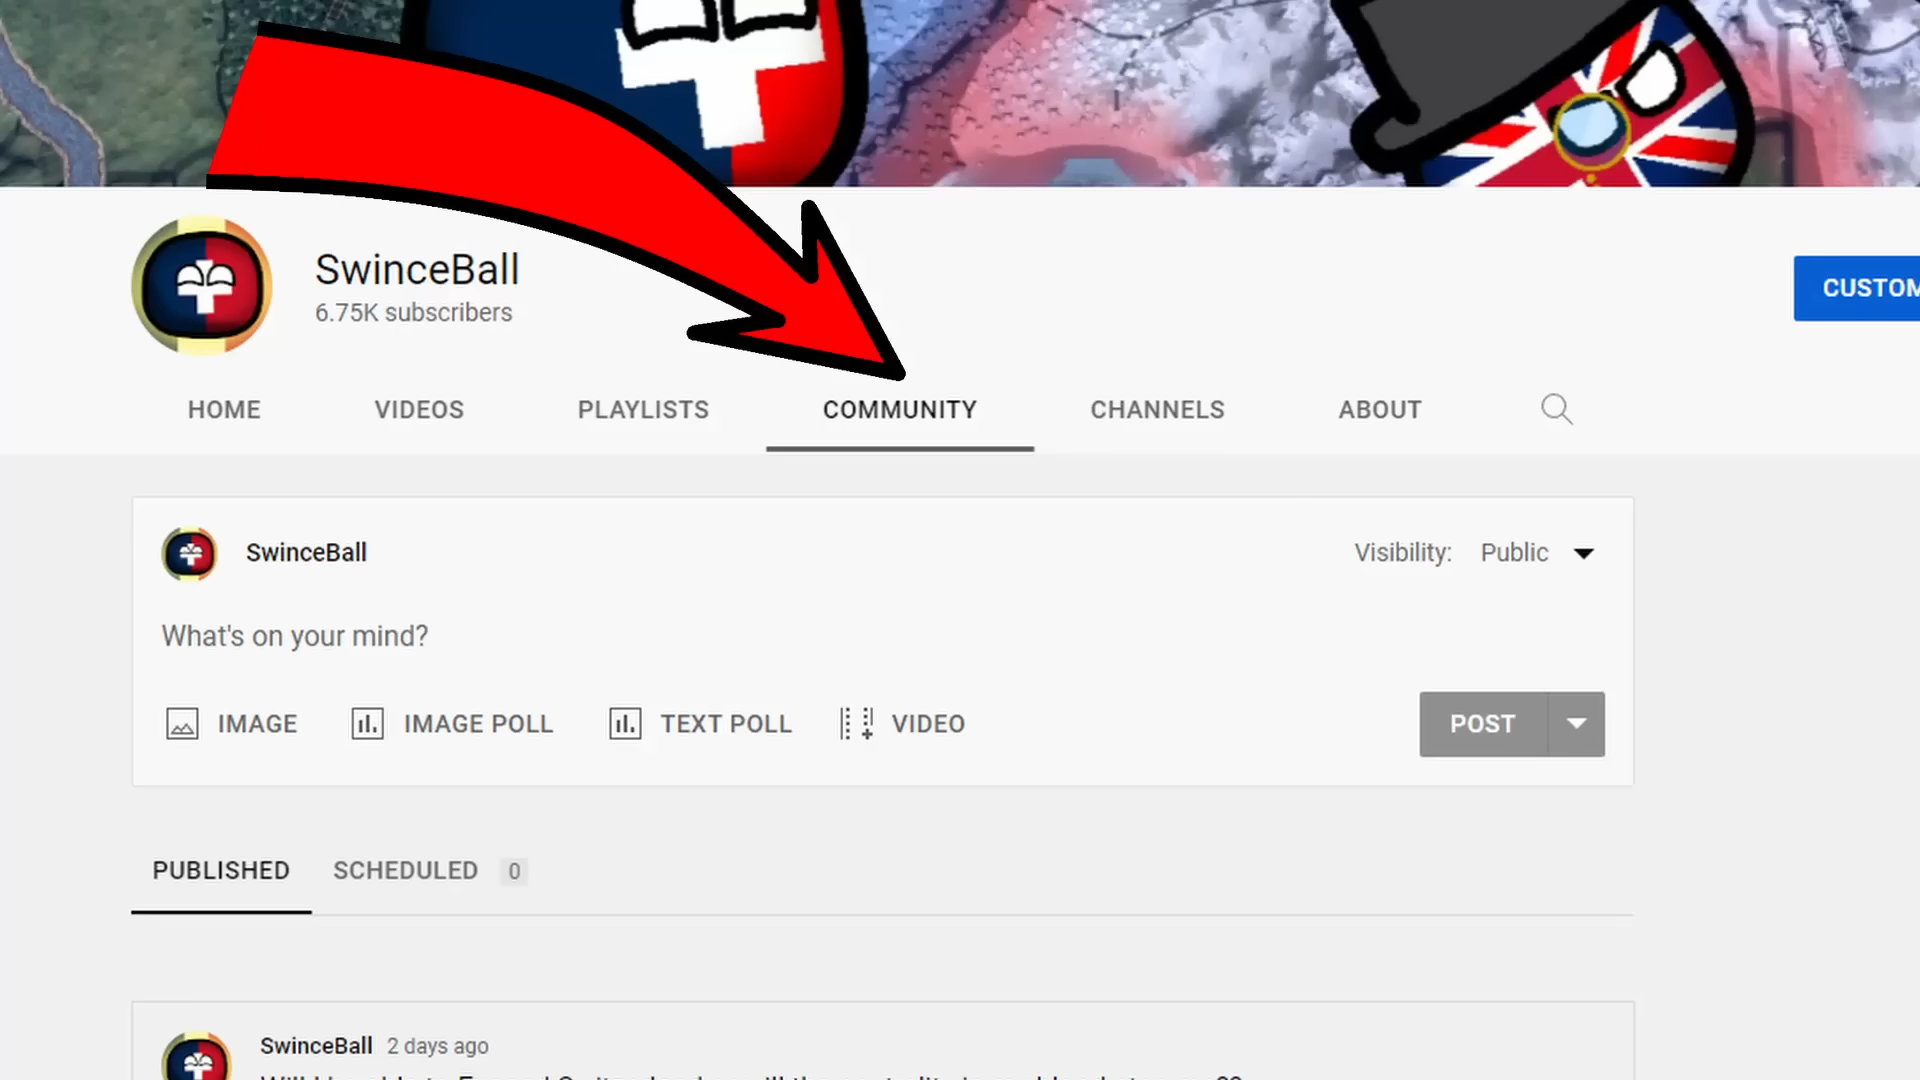 SwinceBall
6.75K subscribers
CUSTOM
HOME VIDEOS PLAYLISTS COMMUNITY CHANNELS ABOUT
SwinceBall
Visibility: Public
What's on your mind?
IMAGE IMAGE POLL TEXT POLL VIDEO
POST
PUBLISHED SCHEDULED 0
SwinceBall 2 days ago